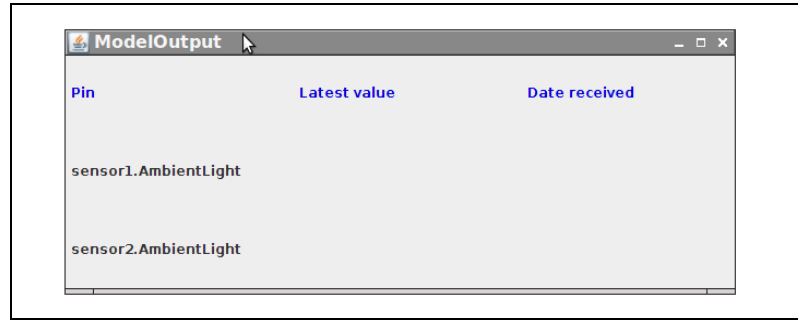 ModelOutput
Pin Latest value Date received
sensor1.AmbientLight
sensor2.AmbientLight